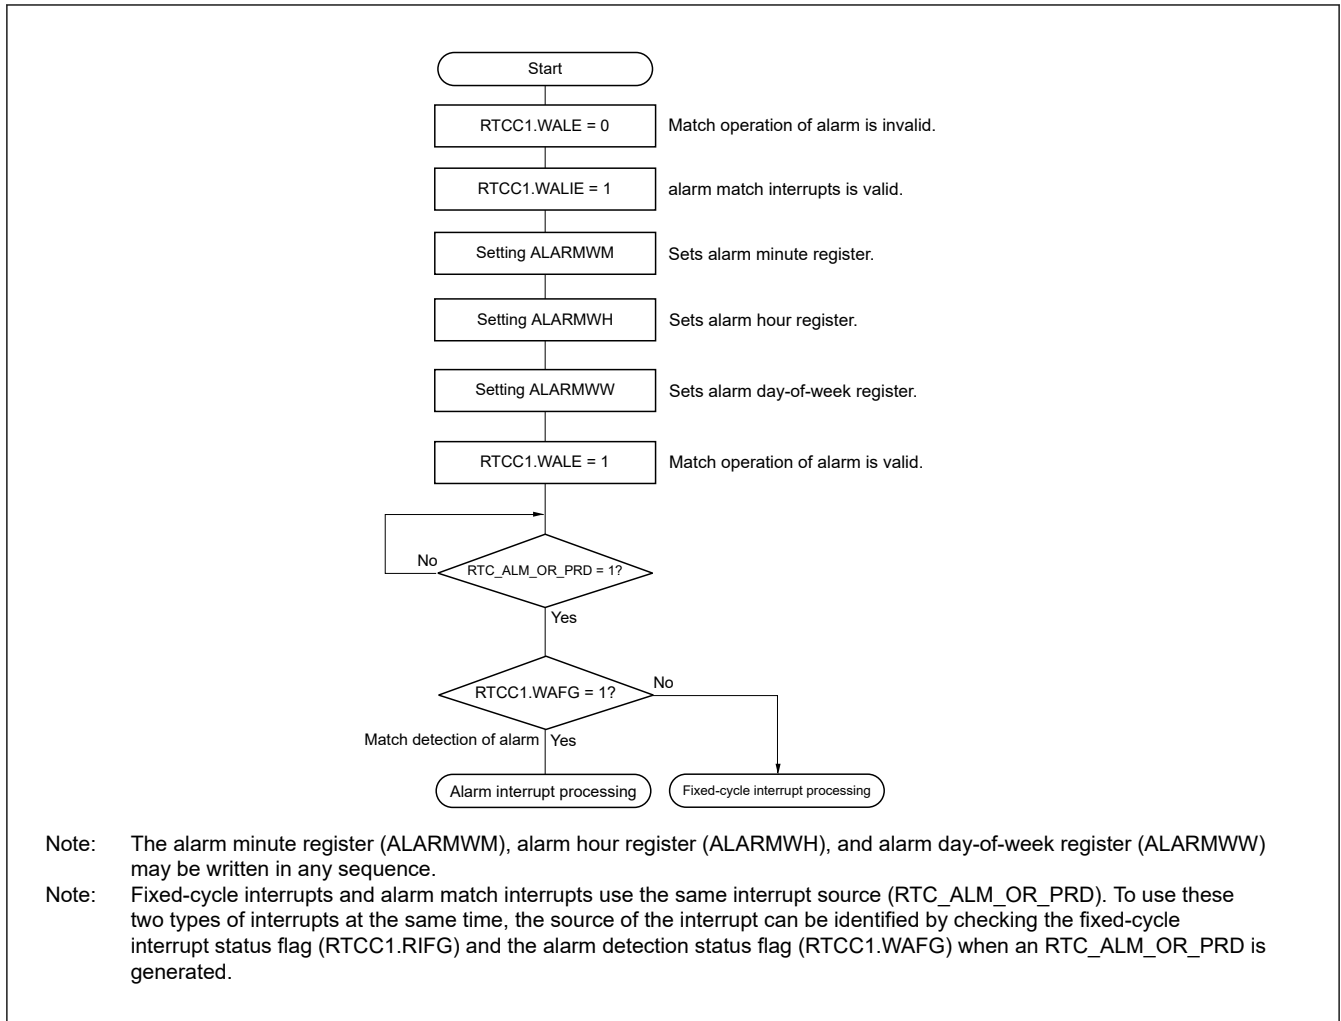 Start
RTCC1.WALE = 0
Match operation of alarm is invalid.
RTCC1.WALIE = 1
alarm match interrupts is valid.
Setting ALARMWM
Sets alarm minute register.
Setting ALARMWH
Sets alarm hour register.
Setting ALARMWW
Sets alarm day-of-week register.
RTCC1.WALE = 1
Match operation of alarm is valid.
No
RTC_ALM_OR_PRD = 1?
Yes
RTCC1.WAFG = 1?
No
Match detection of alarm
Yes
Alarm interrupt processing
Fixed-cycle interrupt processing
Note: The alarm minute register (ALARMWM), alarm hour register (ALARMWH), and alarm day-of-week register (ALARMWW)
may be written in any sequence.
Note: Fixed-cycle interrupts and alarm match interrupts use the same interrupt source (RTC_ALM_OR_PRD). To use these
two types of interrupts at the same time, the source of the interrupt can be identified by checking the fixed-cycle
interrupt status flag (RTCC1.RIFG) and the alarm detection status flag (RTCC1.WAFG) when an RTC_ALM_OR_PRD is
generated.